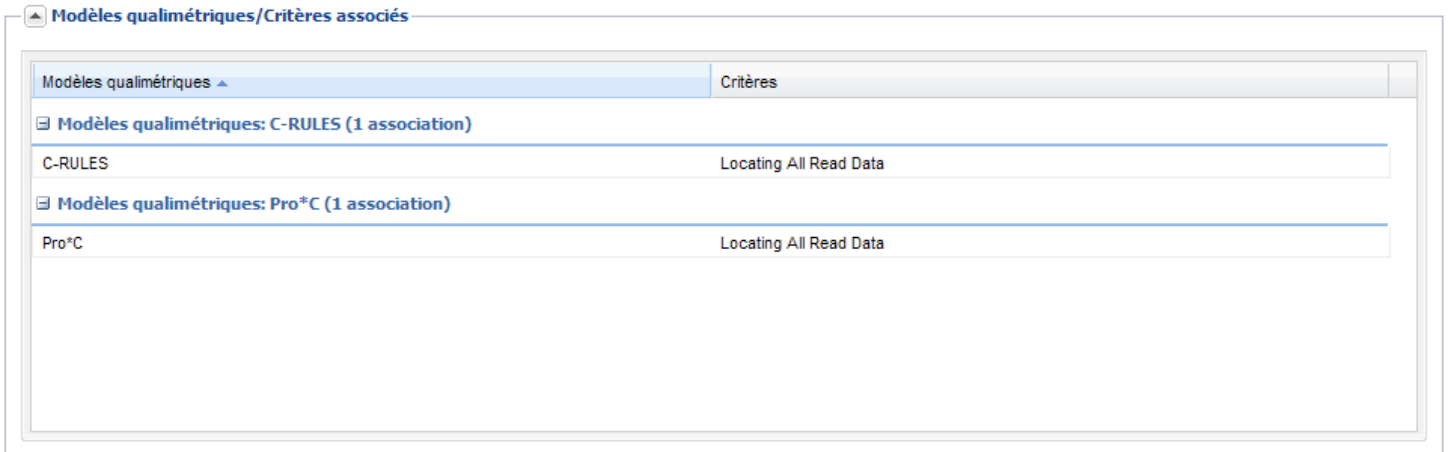 Modèles qualimétriques/Critères associés
Modèles qualimétriques Critères
Modèles qualimétriques: C-RULES (1 association)
C-RULES Locating All Read Data
Modèles qualimétriques: Pro*C (1 association)
Pro*C Locating All Read Data